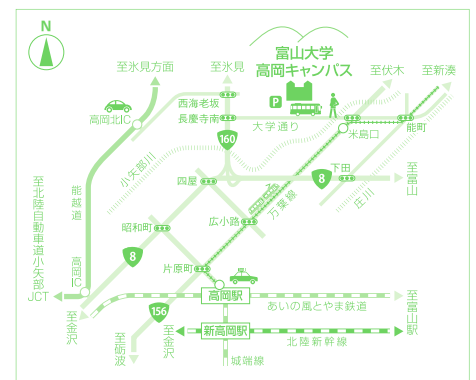 N
富山大学
高岡キャンパス
至氷見方面
至氷見
至伏木
至新湊
西海老坂
長慶寺南
P
高岡北IC
大学通り
米島口
能町
160
小矢部川
四屋
下田
8
至富山
能越道
万葉線
庄川
広小路
至北陸自動車道小矢部
JCT
昭和町
8
片原町
高岡IC
高岡駅
あいの風とやま鉄道
至富山駅
156
至金沢
至砺波
至金沢
新高岡駅
北陸新幹線
城端線